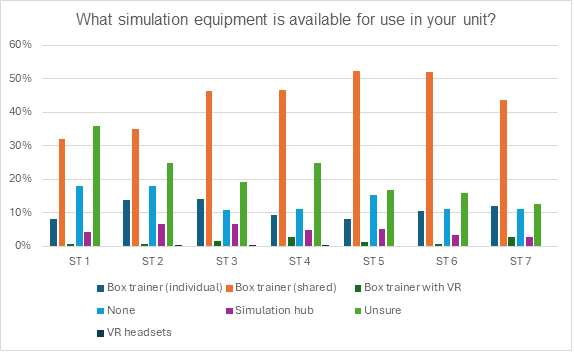 What simulation equipment is available for use in your unit?
60%
50%
40%
30%
20%
10%
0%
ST 1 ST 2 ST 3 ST 4 ST 5 ST 6 ST 7
Box trainer (individual) Box trainer (shared) Box trainer with VR
None Simulation hub Unsure
VR headsets